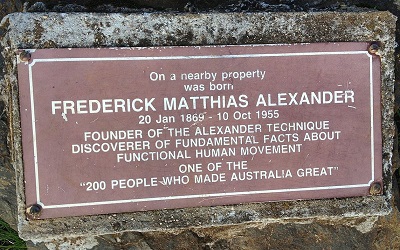 On a nearby property
was born
FREDERICK MATTHIAS ALEXANDER
20 Jan 1869 - 10 Oct 1955
FOUNDER OF THE ALEXANDER TECHNIQUE
DISCOVERER OF FUNDAMENTAL FACTS ABOUT
FUNCTIONAL HUMAN MOVEMENT
ONE OF THE
"200 PEOPLE WHO MADE AUSTRALIA GREAT"